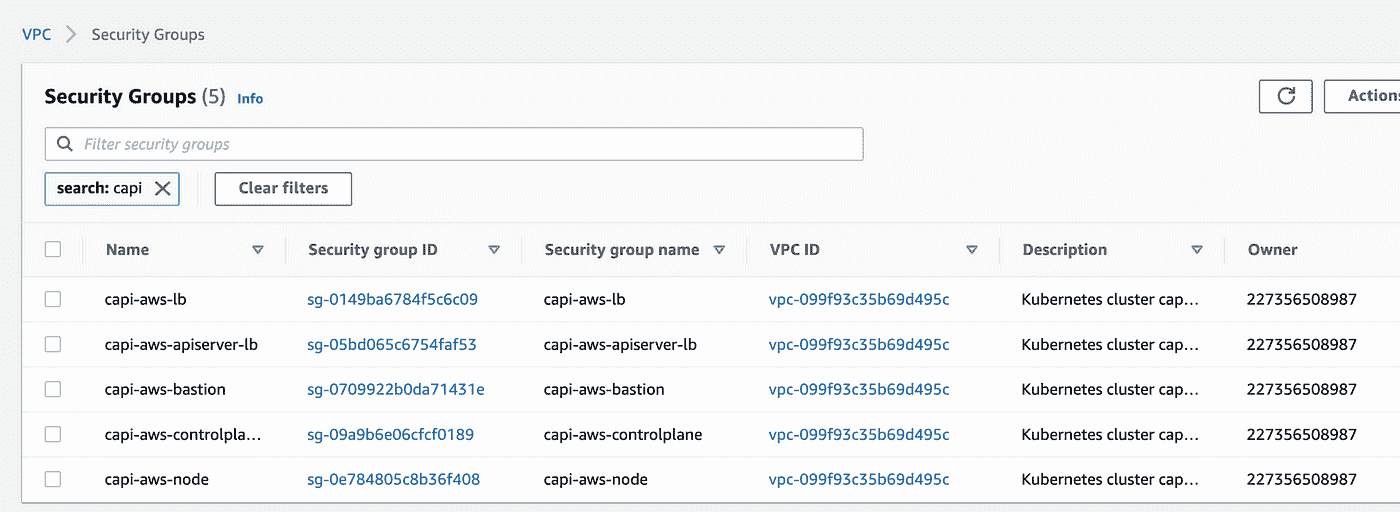 VPC Security Groups
Security Groups (5) Info Actions
Filter security groups
search: capi Clear filters
Name Security group ID Security group name VPC ID Description Owner
capi-aws-lb sg-0149ba6784f5c6c09 capi-aws-lb vpc-099f93c35b69d495c Kubernetes cluster cap… 227356508987
capi-aws-apiserver-lb sg-05bd065c6754faf53 capi-aws-apiserver-lb vpc-099f93c35b69d495c Kubernetes cluster cap… 227356508987
capi-aws-bastion sg-0709922b0da71431e capi-aws-bastion vpc-099f93c35b69d495c Kubernetes cluster cap… 227356508987
capi-aws-controlpla… sg-09a9b6e06cfcf0189 capi-aws-controlplane vpc-099f93c35b69d495c Kubernetes cluster cap… 227356508987
capi-aws-node sg-0e784805c8b36f408 capi-aws-node vpc-099f93c35b69d495c Kubernetes cluster cap… 227356508987